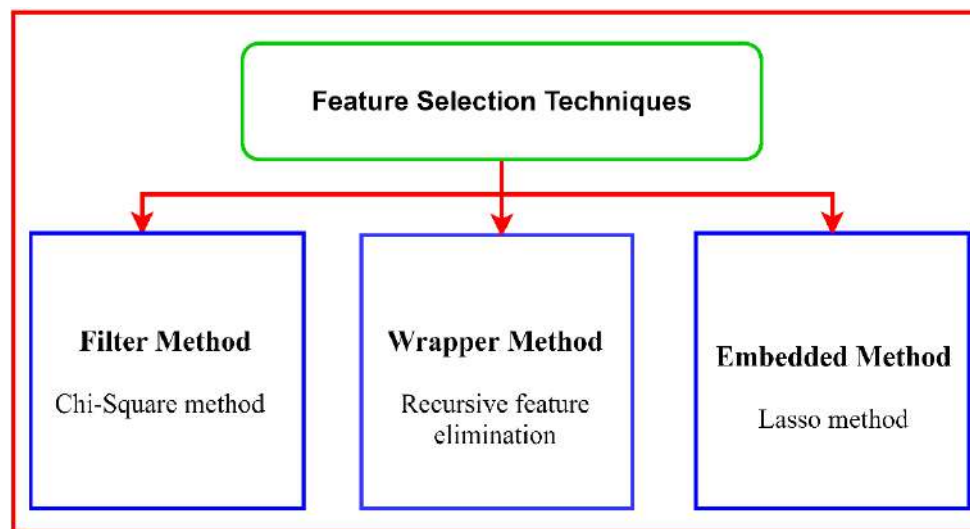 Feature Selection Techniques
Filter Method
Chi-Square method
Wrapper Method
Recursive feature
elimination
Embedded Method
Lasso method